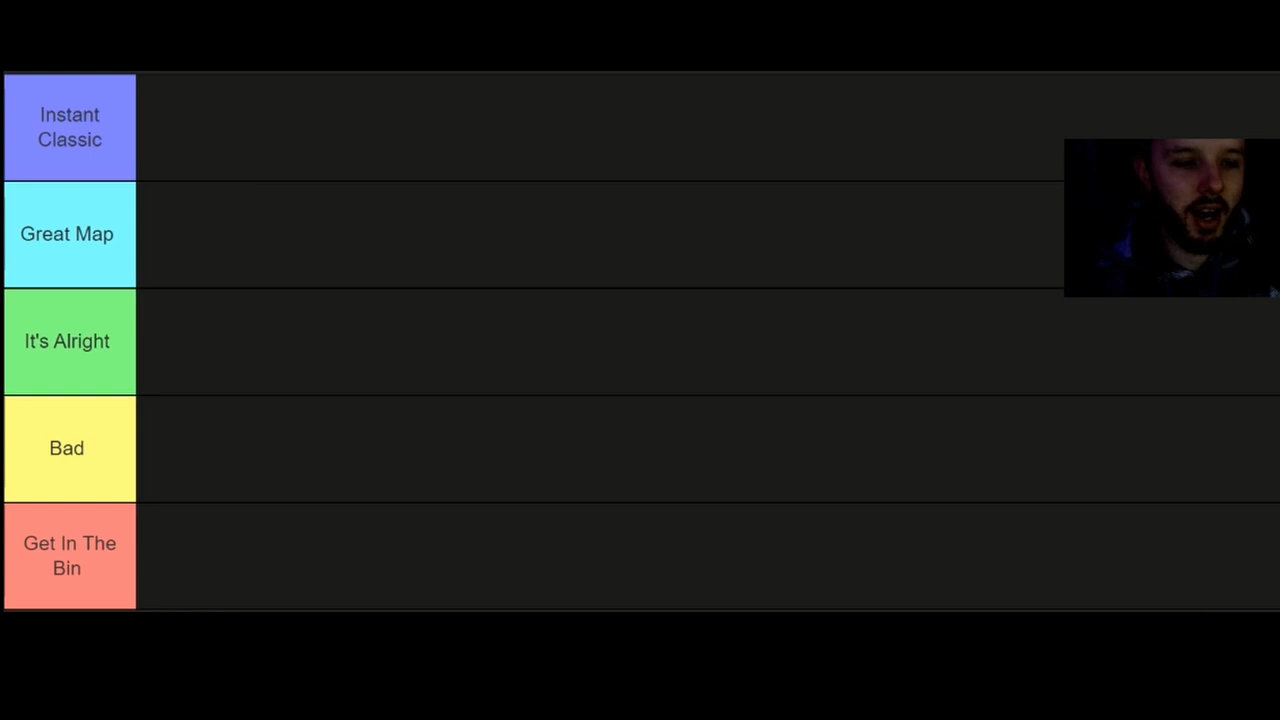 Instant
Classic
Great Map
It's Alright
Bad
Get In The
Bin